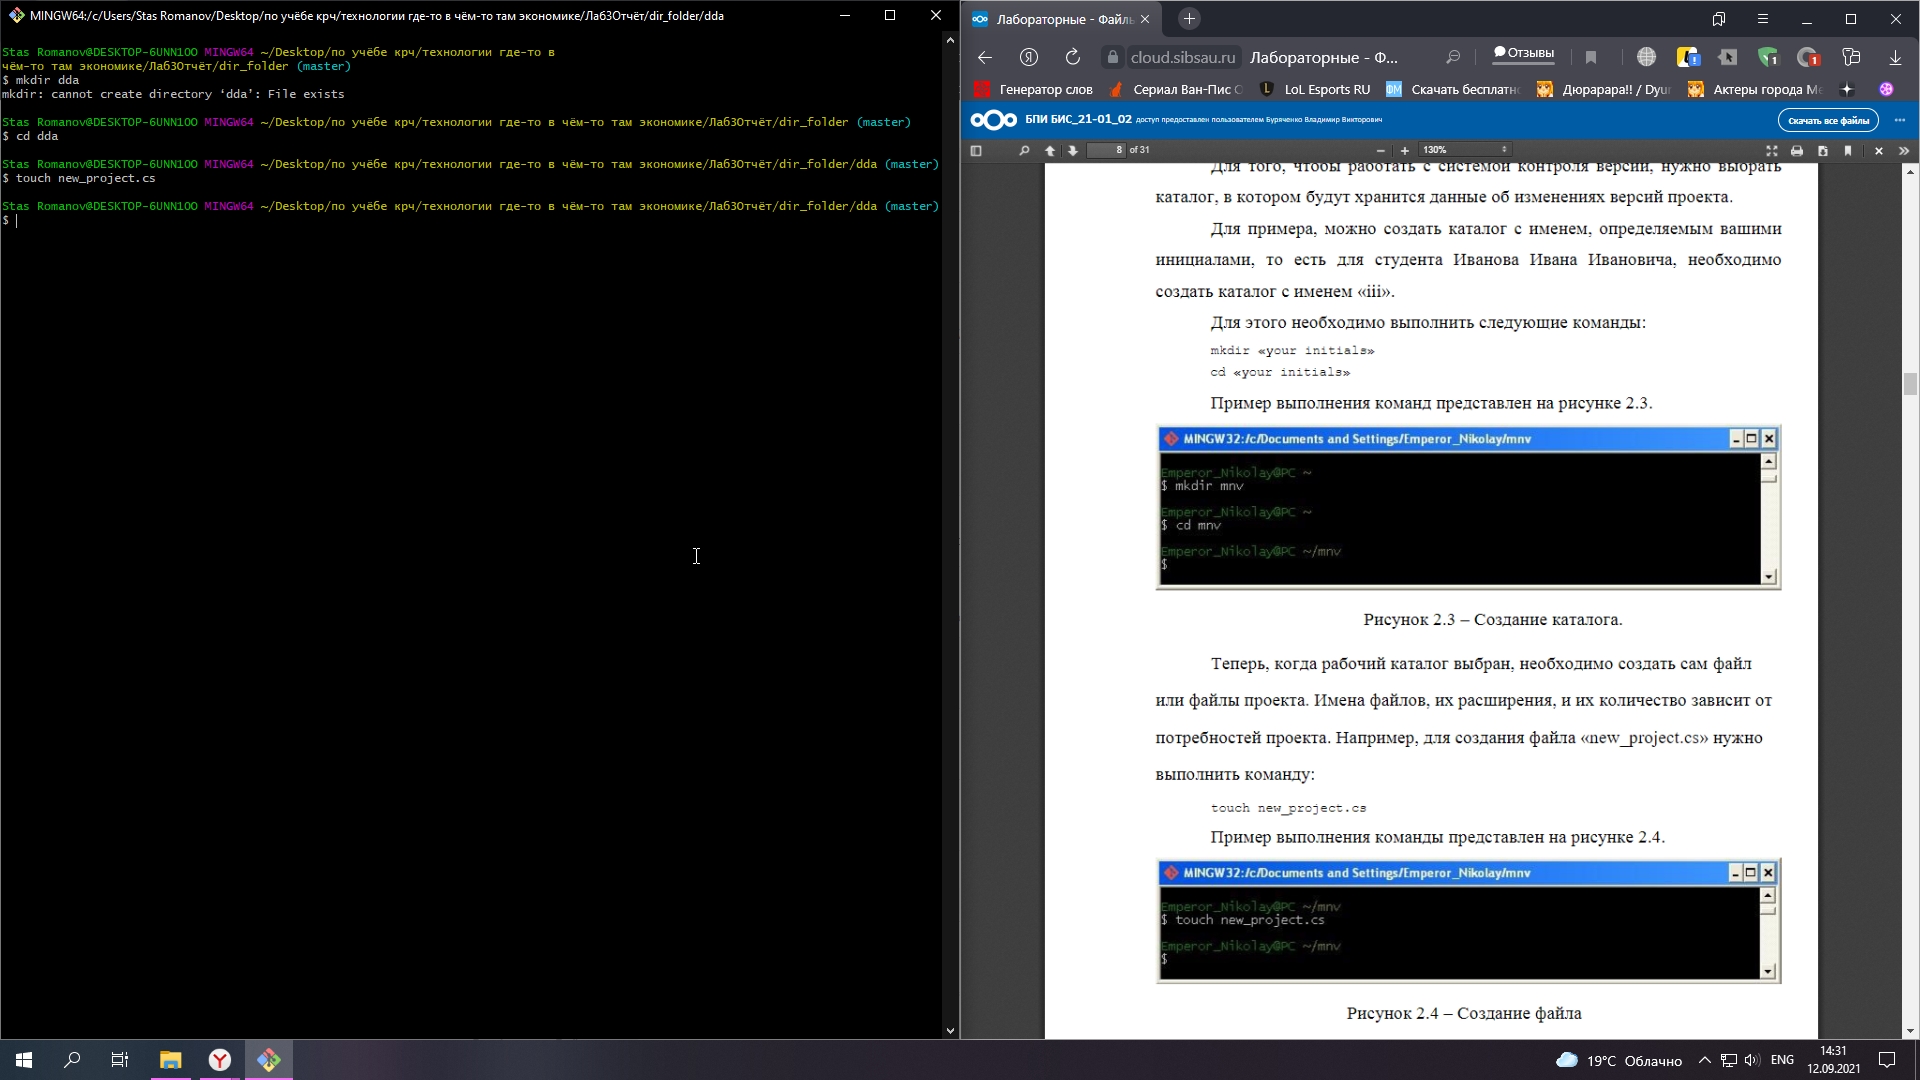 MINGW64:/c/Users/Stas Romanov/Desktop/по учёбе крч/технологии где-то в чём-то там экономике/Лаб3Отчёт/dir_folder/dda
Stas Romanov@DESKTOP-6UNN1OO MINGW64 ~/Desktop/по учёбе крч/технологии где-то в
чём-то там экономике/Лаб3Отчёт/dir_folder (master)
$ mkdir dda
mkdir: cannot create directory ‘dda’: File exists
Stas Romanov@DESKTOP-6UNN1OO MINGW64 ~/Desktop/по учёбе крч/технологии где-то в чём-то там экономике/Лаб3Отчёт/dir_folder (master)
$ cd dda
Stas Romanov@DESKTOP-6UNN1OO MINGW64 ~/Desktop/по учёбе крч/технологии где-то в чём-то там экономике/Лаб3Отчёт/dir_folder/dda (master)
$ touch new_project.cs
Stas Romanov@DESKTOP-6UNN1OO MINGW64 ~/Desktop/по учёбе крч/технологии где-то в чём-то там экономике/Лаб3Отчёт/dir_folder/dda (master)
$
Лабораторные - Файль
cloud.sibsau.ru Лабораторные - Ф... Отзывы
Генератор слов Сериал Ван-Пис С LoL Esports RU Скачать бесплатн Дюрарара!! / Dyur Актеры города Ме
БПИ БИС_21-01_02 доступ предоставлен пользователем Буряченко Владимир Викторович Скачать все файлы
8 of 31 130%
Для того, чтобы работать с системой контроля версий, нужно выбрать
каталог, в котором будут хранится данные об изменениях версий проекта.
Для примера, можно создать каталог с именем, определяемым вашими
инициалами, то есть для студента Иванова Ивана Ивановича, необходимо
создать каталог с именем «iii».
Для этого необходимо выполнить следующие команды:
mkdir «your initials»
cd «your initials»
Пример выполнения команд представлен на рисунке 2.3.
MINGW32:/c/Documents and Settings/Emperor_Nikolay/mnv
Emperor_Nikolay@PC ~
$ mkdir mnv
Emperor_Nikolay@PC ~
$ cd mnv
Emperor_Nikolay@PC ~/mnv
$
Рисунок 2.3 – Создание каталога.
Теперь, когда рабочий каталог выбран, необходимо создать сам файл
или файлы проекта. Имена файлов, их расширения, и их количество зависит от
потребностей проекта. Например, для создания файла «new_project.cs» нужно
выполнить команду:
touch new_project.cs
Пример выполнения команды представлен на рисунке 2.4.
MINGW32:/c/Documents and Settings/Emperor_Nikolay/mnv
Emperor_Nikolay@PC ~/mnv
$ touch new_project.cs
Emperor_Nikolay@PC ~/mnv
$
Рисунок 2.4 – Создание файла
19°C Облачно ENG 14:31
12.09.2021